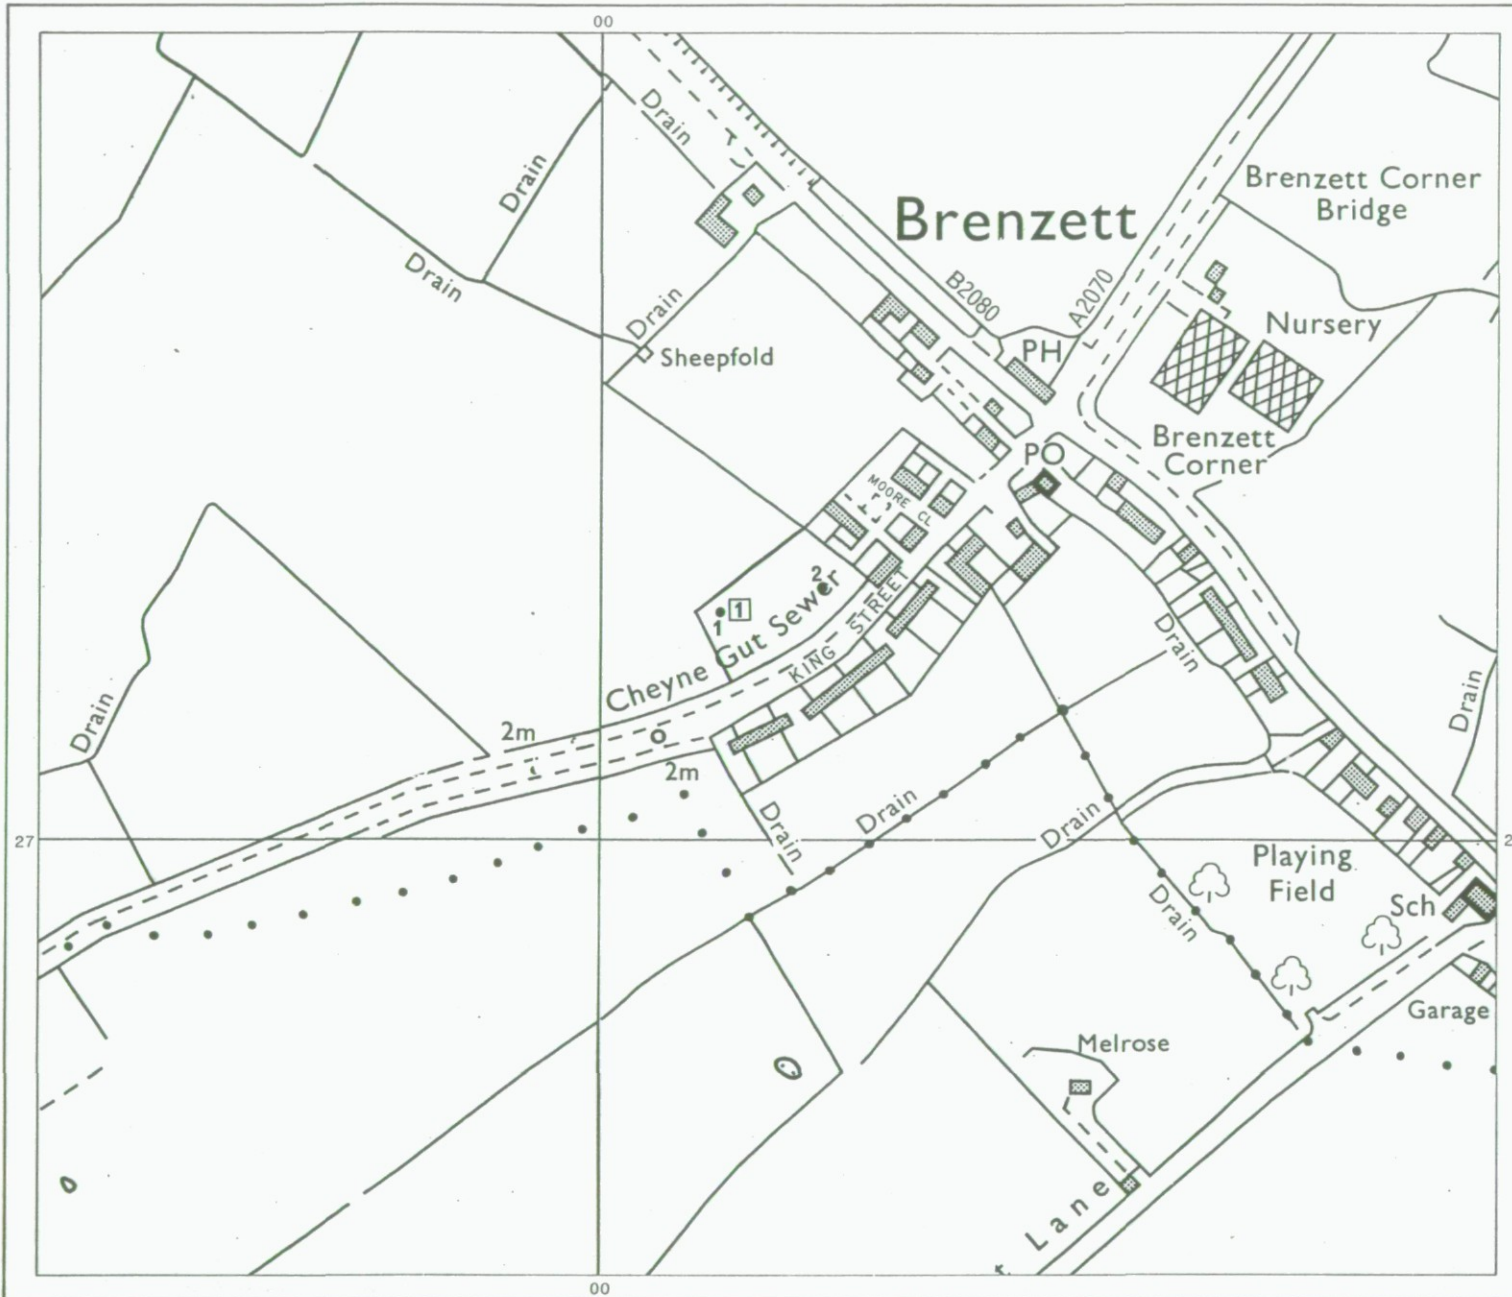 00
Drain
Drain
Brenzett Corner
Bridge
Brenzett
Drain
B2080
A2070
Drain
Nursery
PH
Sheepfold
Brenzett
Corner
PO
MOORE CL
2
1
1
STREET
KING
Cheyne Gut Sewer
Drain
Drain
Drain
2m
2m
Drain
Drain
Drain
27
2
Playing
Field
Sch
Drain
Garage
Melrose
Lane
00